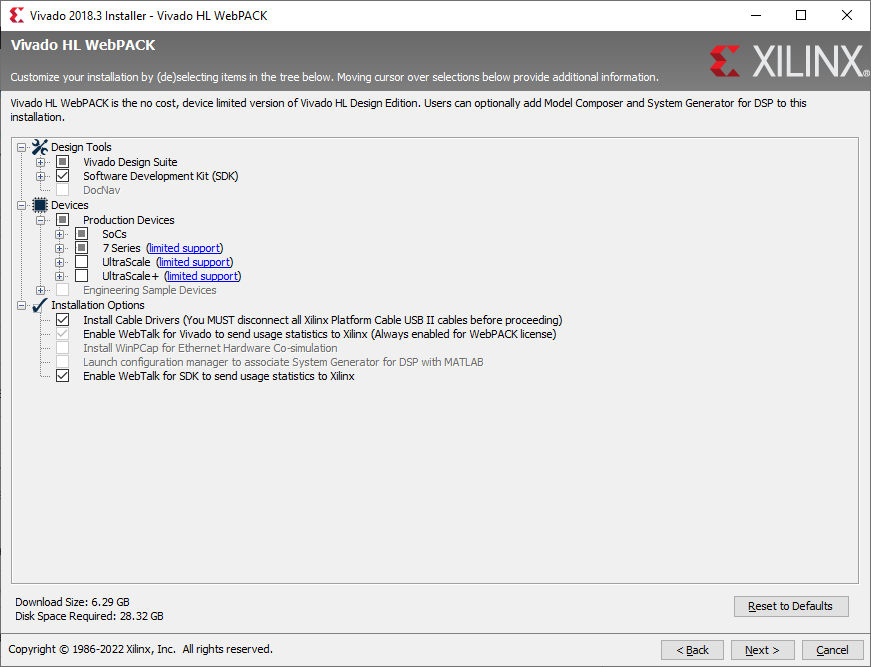 Vivado 2018.3 Installer - Vivado HL WebPACK
Vivado HL WebPACK
Customize your installation by (de)selecting items in the tree below. Moving cursor over selections below provide additional information.
XILINX®
Vivado HL WebPACK is the no cost, device limited version of Vivado HL Design Edition. Users can optionally add Model Composer and System Generator for DSP to this
installation.
Design Tools
Vivado Design Suite
Software Development Kit (SDK)
DocNav
Devices
Production Devices
SoCs
7 Series (limited support)
UltraScale (limited support)
UltraScale+ (limited support)
Engineering Sample Devices
Installation Options
Install Cable Drivers (You MUST disconnect all Xilinx Platform Cable USB II cables before proceeding)
Enable WebTalk for Vivado to send usage statistics to Xilinx (Always enabled for WebPACK license)
Install WinPCap for Ethernet Hardware Co-simulation
Launch configuration manager to associate System Generator for DSP with MATLAB
Enable WebTalk for SDK to send usage statistics to Xilinx
Download Size: 6.29 GB
Disk Space Required: 28.32 GB
Reset to Defaults
Copyright © 1986-2022 Xilinx, Inc. All rights reserved.
< Back
Next >
Cancel